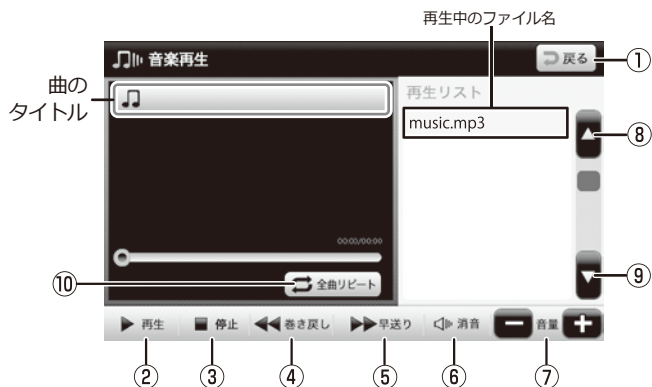 再生中のファイル名
音楽再生
戻る
①
曲の
タイトル
再生リスト
music.mp3
⑧
00:00/00:00
⑩
全曲リピート
⑨
再生
停止
巻き戻し
早送り
消音
音量
②
③
④
⑤
⑥
⑦